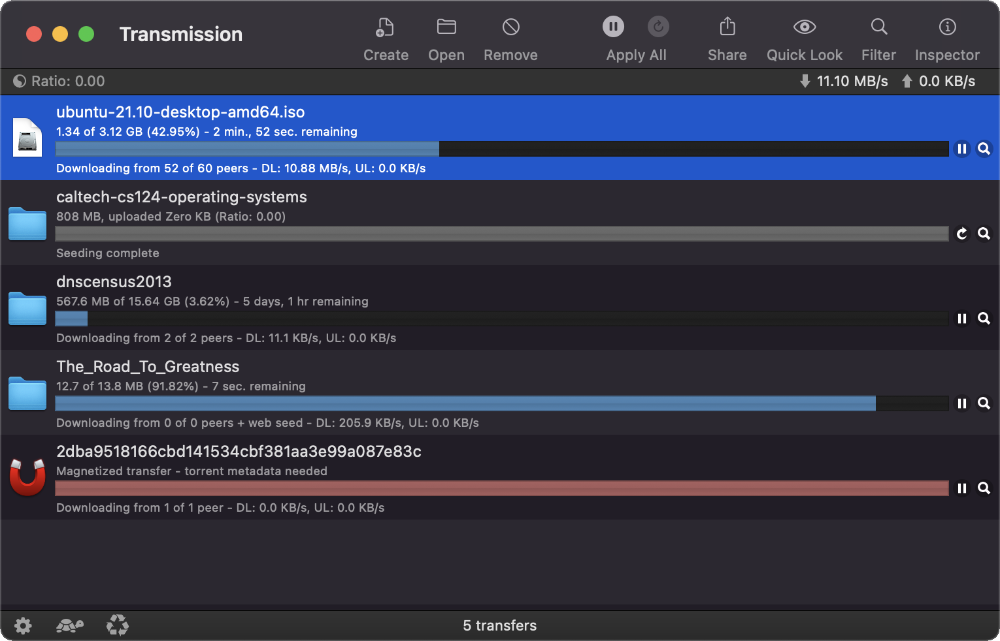 Transmission
Create Open Remove Apply All Share Quick Look Filter Inspector
Ratio: 0.00 11.10 MB/s 0.0 KB/s
ubuntu-21.10-desktop-amd64.iso
1.34 of 3.12 GB (42.95%) - 2 min., 52 sec. remaining
Downloading from 52 of 60 peers - DL: 10.88 MB/s, UL: 0.0 KB/s
caltech-cs124-operating-systems
808 MB, uploaded Zero KB (Ratio: 0.00)
Seeding complete
dnscensus2013
567.6 MB of 15.64 GB (3.62%) - 5 days, 1 hr remaining
Downloading from 2 of 2 peers - DL: 11.1 KB/s, UL: 0.0 KB/s
The_Road_To_Greatness
12.7 of 13.8 MB (91.82%) - 7 sec. remaining
Downloading from 0 of 0 peers + web seed - DL: 205.9 KB/s, UL: 0.0 KB/s
2dba9518166cbd141534cbf381aa3e99a087e83c
Magnetized transfer - torrent metadata needed
Downloading from 1 of 1 peer - DL: 0.0 KB/s, UL: 0.0 KB/s
5 transfers